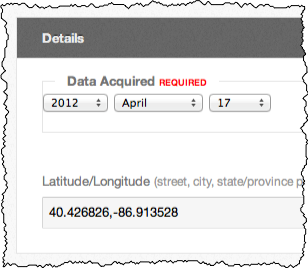 Details
Data Acquired REQUIRED
2012 April 17
Latitude/Longitude (street, city, state/province
40.426826,-86.913528